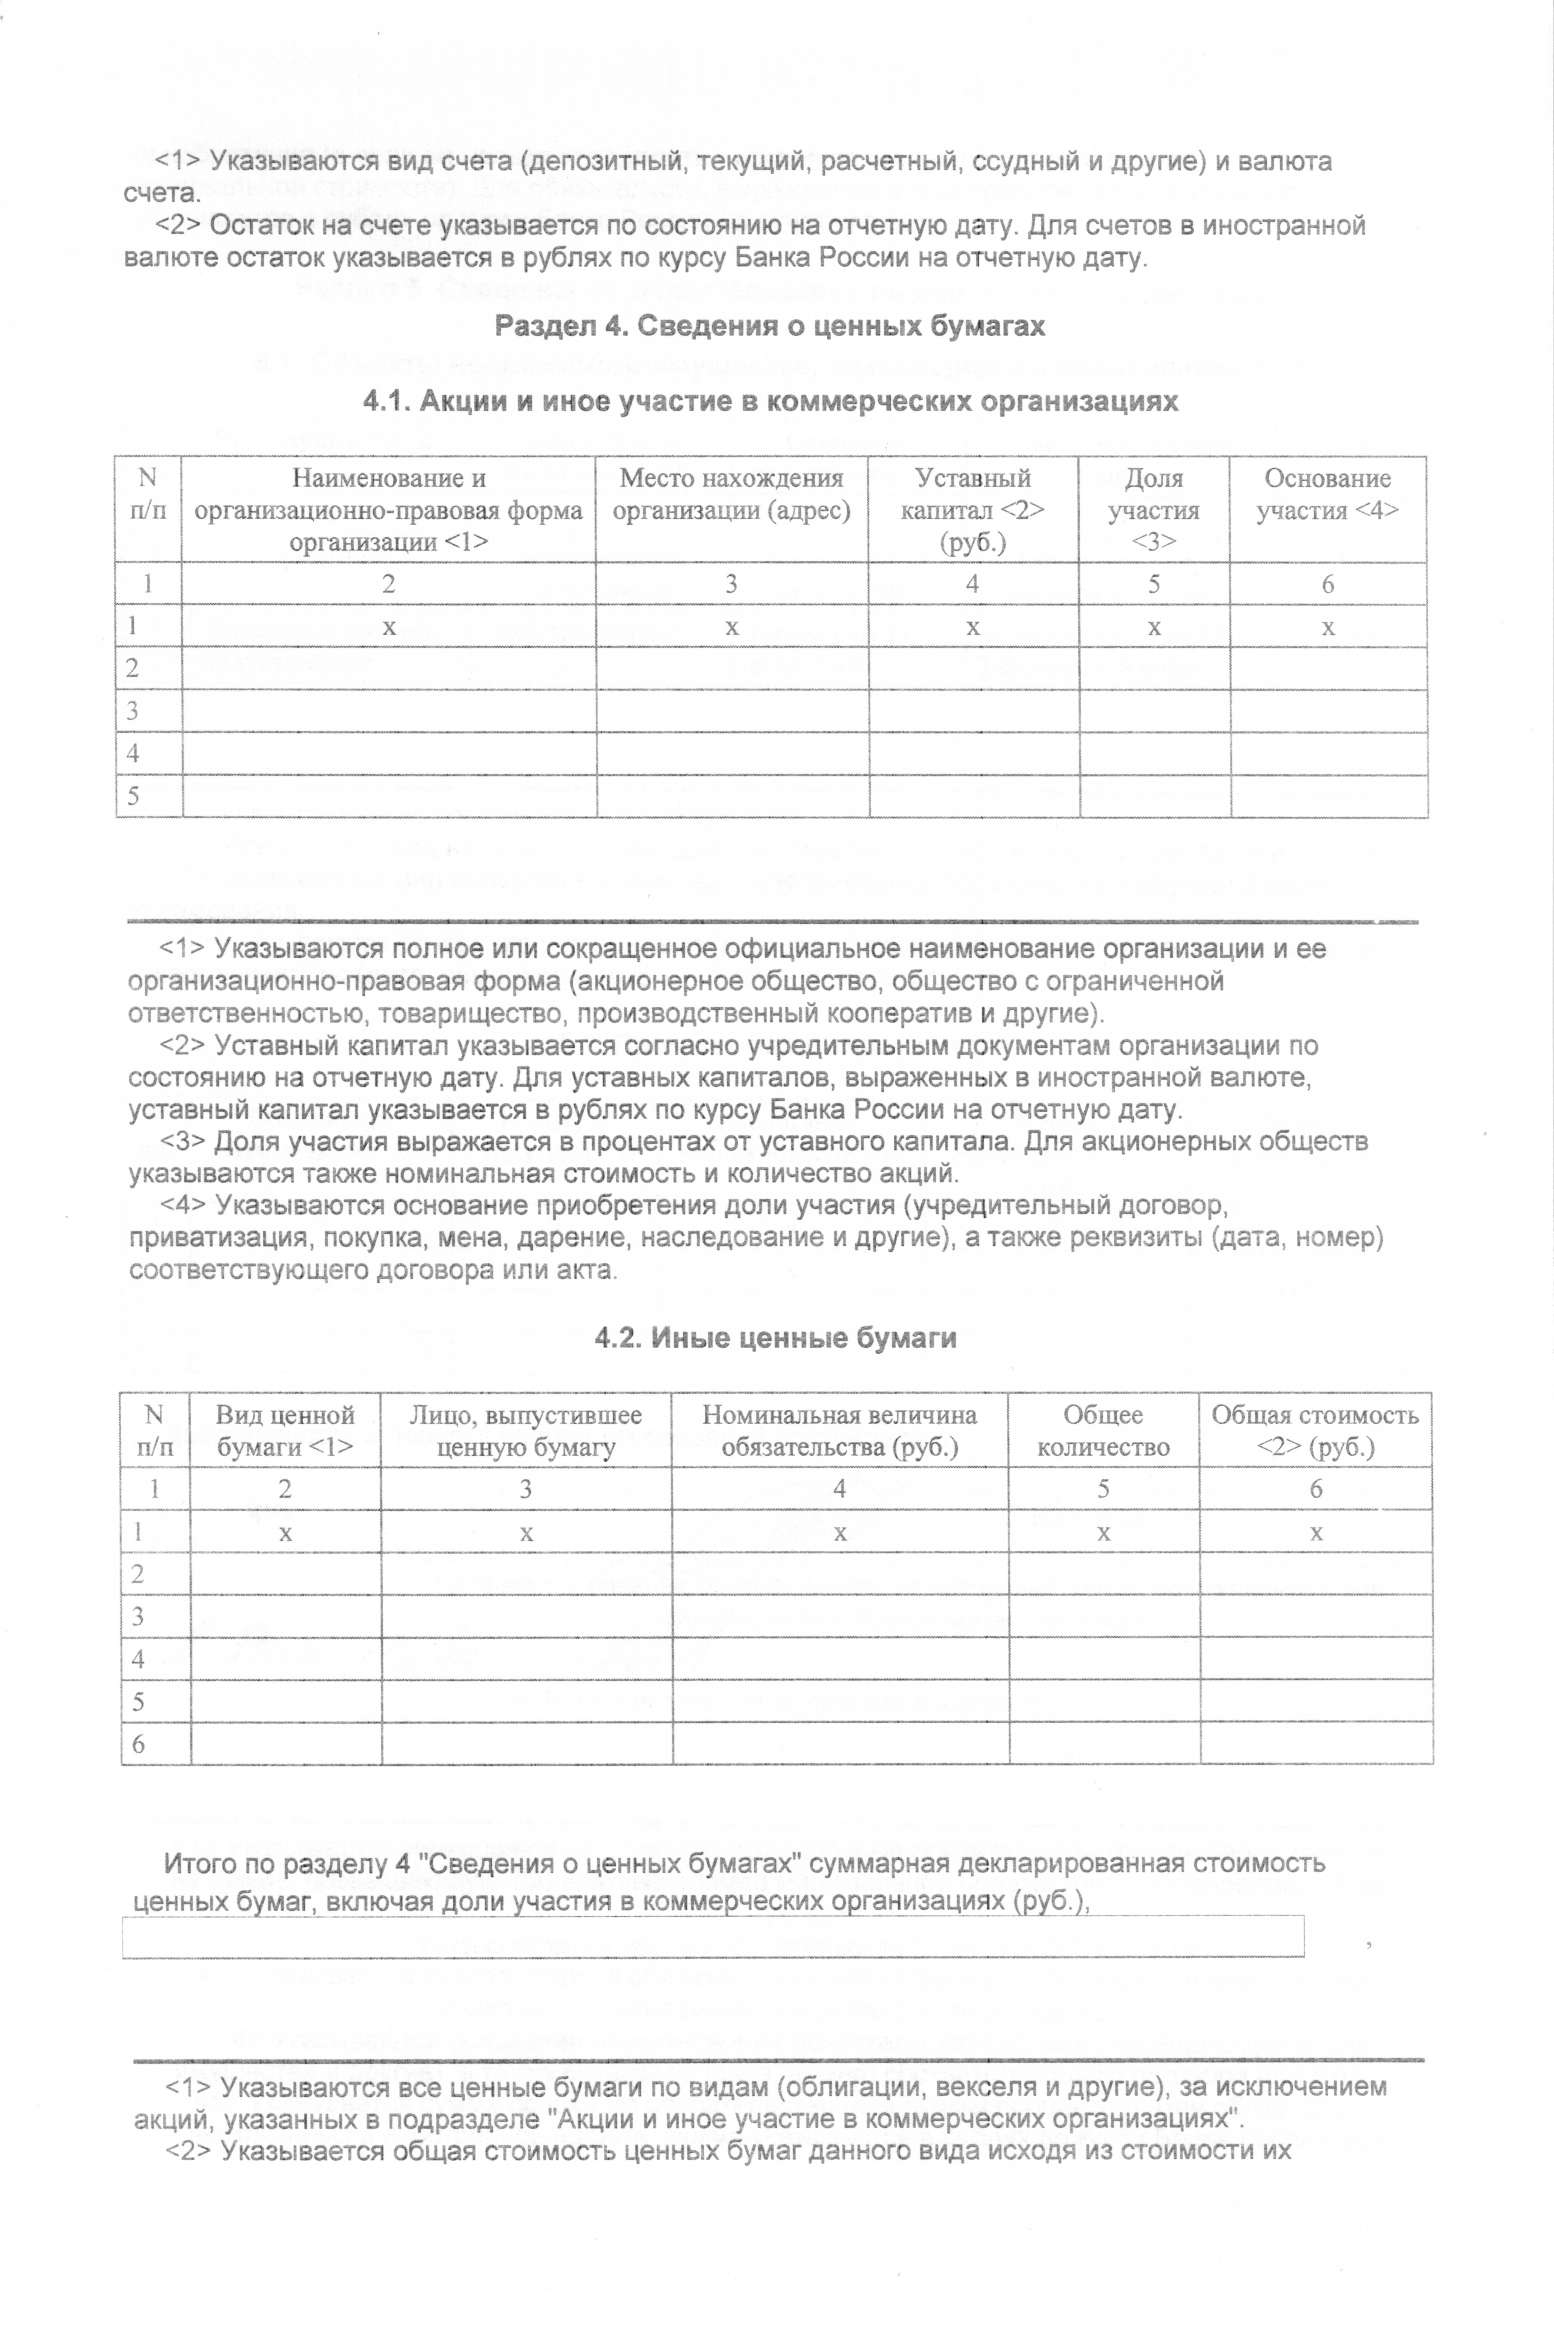 <1> Указываются вид счета (депозитный, текущий, расчетный, ссудный и другие) и валюта
счета.
<2> Остаток на счете указывается по состоянию на отчетную дату. Для счетов в иностранной
валюте остаток указывается в рублях по курсу Банка России на отчетную дату.
Раздел 4. Сведения о ценных бумагах
4.1. Акции и иное участие в коммерческих организациях
N Наименование и Место нахождения Уставный Доля Основание
п/п организационно-правовая форма организации (адрес) капитал <2> участия участия <4>
организации <1> (руб.) <3>
1 2 3 4 5 6
1 х х х х х
2
3
4
5
<1> Указываются полное или сокращенное официальное наименование организации и ее
организационно-правовая форма (акционерное общество, общество с ограниченной
ответственностью, товарищество, производственный кооператив и другие).
<2> Уставный капитал указывается согласно учредительным документам организации по
состоянию на отчетную дату. Для уставных капиталов, выраженных в иностранной валюте,
уставный капитал указывается в рублях по курсу Банка России на отчетную дату.
<3> Доля участия выражается в процентах от уставного капитала. Для акционерных обществ
указываются также номинальная стоимость и количество акций.
<4> Указываются основание приобретения доли участия (учредительный договор,
приватизация, покупка, мена, дарение, наследование и другие), а также реквизиты (дата, номер)
соответствующего договора или акта.
4.2. Иные ценные бумаги
N Вид ценной Лицо, выпустившее Номинальная величина Общее Общая стоимость
п/п бумаги <1> ценную бумагу обязательства (руб.) количество <2> (руб.)
1 2 3 4 5 6
1 х х х х х
2
3
4
5
6
Итого по разделу 4 "Сведения о ценных бумагах" суммарная декларированная стоимость
ценных бумаг, включая доли участия в коммерческих организациях (руб.),
,
<1> Указываются все ценные бумаги по видам (облигации, векселя и другие), за исключением
акций, указанных в подразделе "Акции и иное участие в коммерческих организациях".
<2> Указывается общая стоимость ценных бумаг данного вида исходя из стоимости их